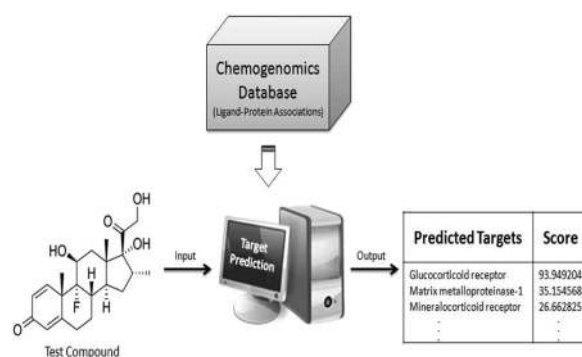 Chemogenomics
Database
(Ligand-Protein Associations)
OH
O
HO
OH
H
F
H
O
Test Compound
Input
Target
Prediction
Output
Predicted Targets Score
Glucocorticoid receptor 93.949204
Matrix metalloproteinase-1 35.154568
Mineralocorticoid receptor 26.662825
: :